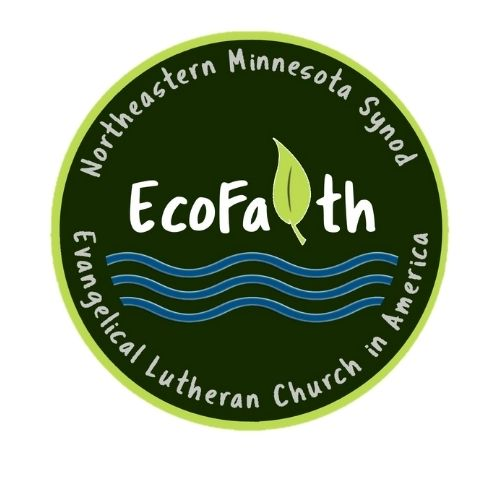 Northeastern Minnesota Synod
EcoFaith
Evangelical Lutheran Church in America